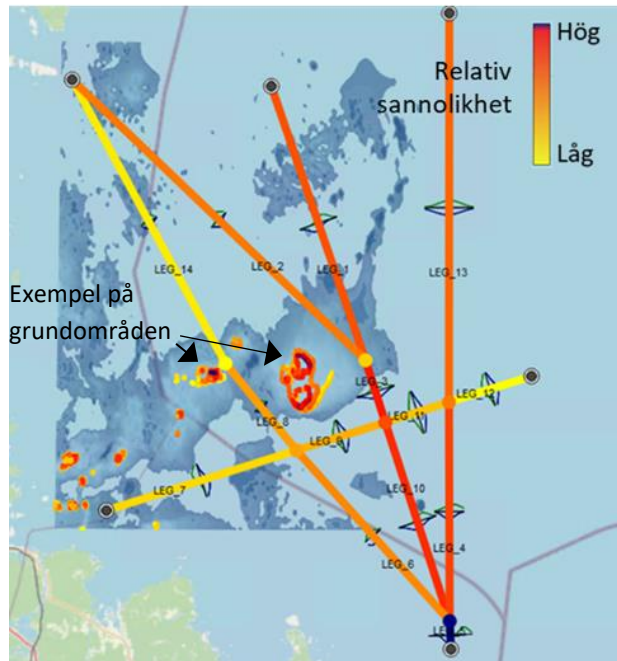 Hög
Relativ
sannolikhet
Låg
LEG_14
LEG_2
LEG_1
LEG_13
Exempel på
grundområden
LEG_3
LEG_12
LEG_11
LEG_8
LEG_9
LEG_7
LEG_10
LEG_6
LEG_4